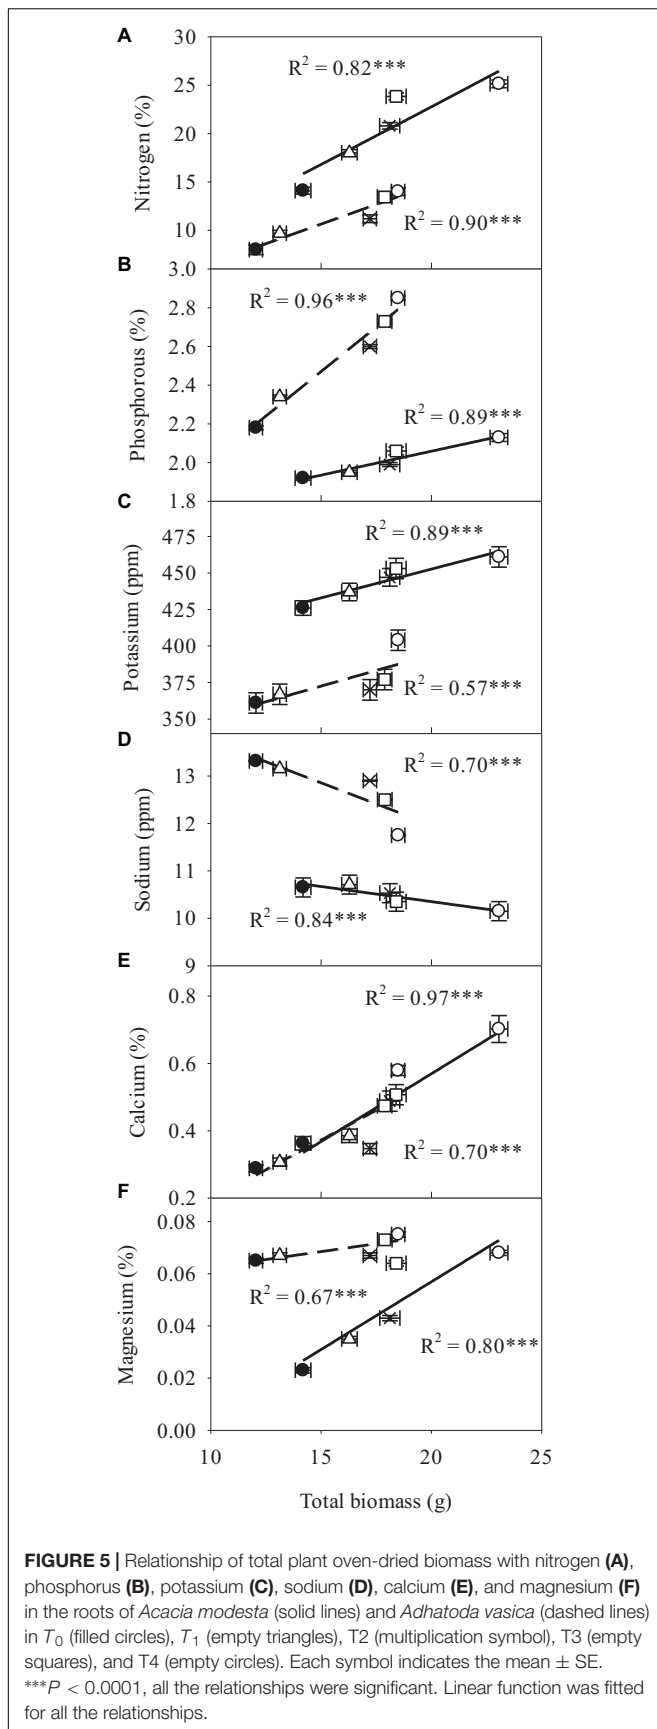 A
30
25
20
15
10
Nitrogen (%)
R² = 0.82***
R² = 0.90***
B
3.0
2.8
2.6
2.4
2.2
2.0
1.8
Phosphorous (%)
R² = 0.96***
R² = 0.89***
C
475
450
425
400
375
350
Potassium (ppm)
R² = 0.89***
R² = 0.57***
D
13
12
11
10
9
Sodium (ppm)
R² = 0.70***
R² = 0.84***
E
0.8
0.6
0.4
0.2
Calcium (%)
R² = 0.97***
R² = 0.70***
F
0.08
0.06
0.04
0.02
0.00
Magnesium (%)
R² = 0.67***
R² = 0.80***
10 15 20 25
Total biomass (g)
FIGURE 5 | Relationship of total plant oven-dried biomass with nitrogen (A),
phosphorus (B), potassium (C), sodium (D), calcium (E), and magnesium (F)
in the roots of Acacia modesta (solid lines) and Adhatoda vasica (dashed lines)
in T₀ (filled circles), T₁ (empty triangles), T2 (multiplication symbol), T3 (empty
squares), and T4 (empty circles). Each symbol indicates the mean ± SE.
***P < 0.0001, all the relationships were significant. Linear function was fitted
for all the relationships.